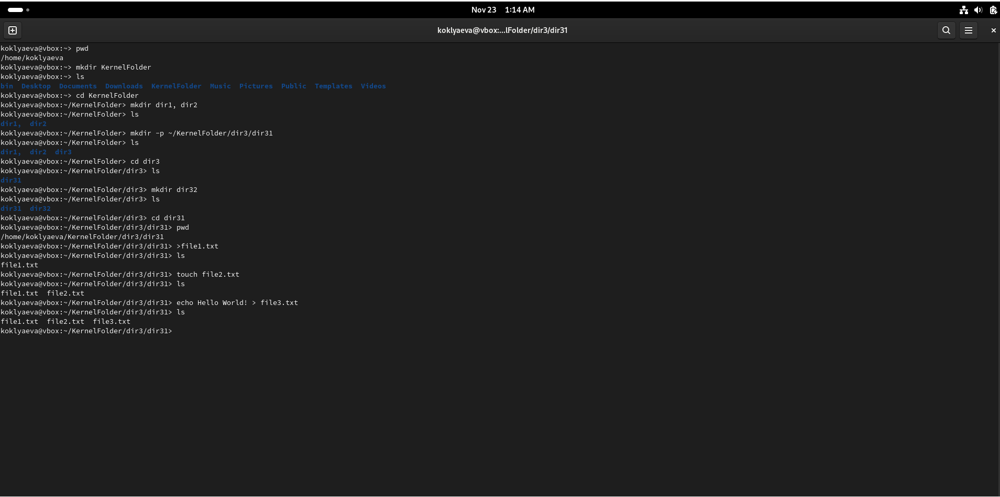 Nov 23 1:14 AM
koklyaeva@vbox:...lFolder/dir3/dir31
koklyaeva@vbox:~> pwd
/home/koklyaeva
koklyaeva@vbox:~> mkdir KernelFolder
koklyaeva@vbox:~> ls
bin  Desktop  Documents  Downloads  KernelFolder  Music  Pictures  Public  Templates  Videos
koklyaeva@vbox:~> cd KernelFolder
koklyaeva@vbox:~/KernelFolder> mkdir dir1, dir2
koklyaeva@vbox:~/KernelFolder> ls
dir1,  dir2
koklyaeva@vbox:~/KernelFolder> mkdir -p ~/KernelFolder/dir3/dir31
koklyaeva@vbox:~/KernelFolder> ls
dir1,  dir2  dir3
koklyaeva@vbox:~/KernelFolder> cd dir3
koklyaeva@vbox:~/KernelFolder/dir3> ls
dir31
koklyaeva@vbox:~/KernelFolder/dir3> mkdir dir32
koklyaeva@vbox:~/KernelFolder/dir3> ls
dir31  dir32
koklyaeva@vbox:~/KernelFolder/dir3> cd dir31
koklyaeva@vbox:~/KernelFolder/dir3/dir31> pwd
/home/koklyaeva/KernelFolder/dir3/dir31
koklyaeva@vbox:~/KernelFolder/dir3/dir31> >file1.txt
koklyaeva@vbox:~/KernelFolder/dir3/dir31> ls
file1.txt
koklyaeva@vbox:~/KernelFolder/dir3/dir31> touch file2.txt
koklyaeva@vbox:~/KernelFolder/dir3/dir31> ls
file1.txt  file2.txt
koklyaeva@vbox:~/KernelFolder/dir3/dir31> echo Hello World! > file3.txt
koklyaeva@vbox:~/KernelFolder/dir3/dir31> ls
file1.txt  file2.txt  file3.txt
koklyaeva@vbox:~/KernelFolder/dir3/dir31>